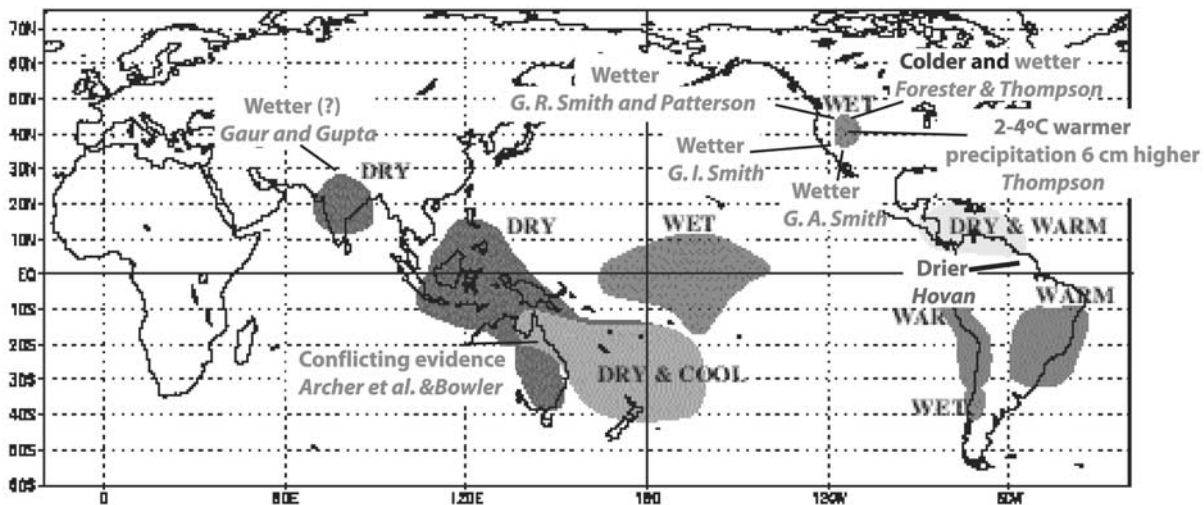 70N
60N
50N
40N
30N
20N
10N
EQ
10S
20S
30S
40S
50S
60S
0
60E
120E
180
120W
60W
Wetter (?)
Gaur and Gupta
DRY
Wetter
G. R. Smith and Patterson
Colder and wetter
Forester & Thompson
WET
2-4ºC warmer
precipitation 6 cm higher
Thompson
Wetter
G. I. Smith
Wetter
G. A. Smith
DRY
WET
DRY & WARM
Drier
Hovan
WARM
WAR
Conflicting evidence
Archer et al. &Bowler
DRY & COOL
WET